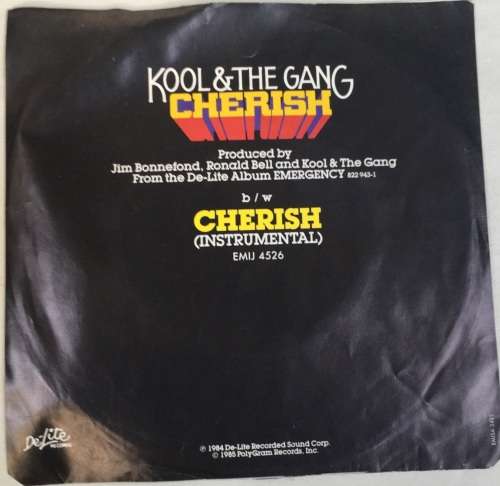 KOOL & THE GANG
CHERISH
Produced by
Jim Bonnefond, Ronald Bell and Kool & The Gang
From the De-Lite Album EMERGENCY 822 943-1
b/w
CHERISH
(INSTRUMENTAL)
EMIJ 4526
De-Lite
RECORDS
℗ 1984 De-Lite Recorded Sound Corp.
© 1985 PolyGram Records, Inc.